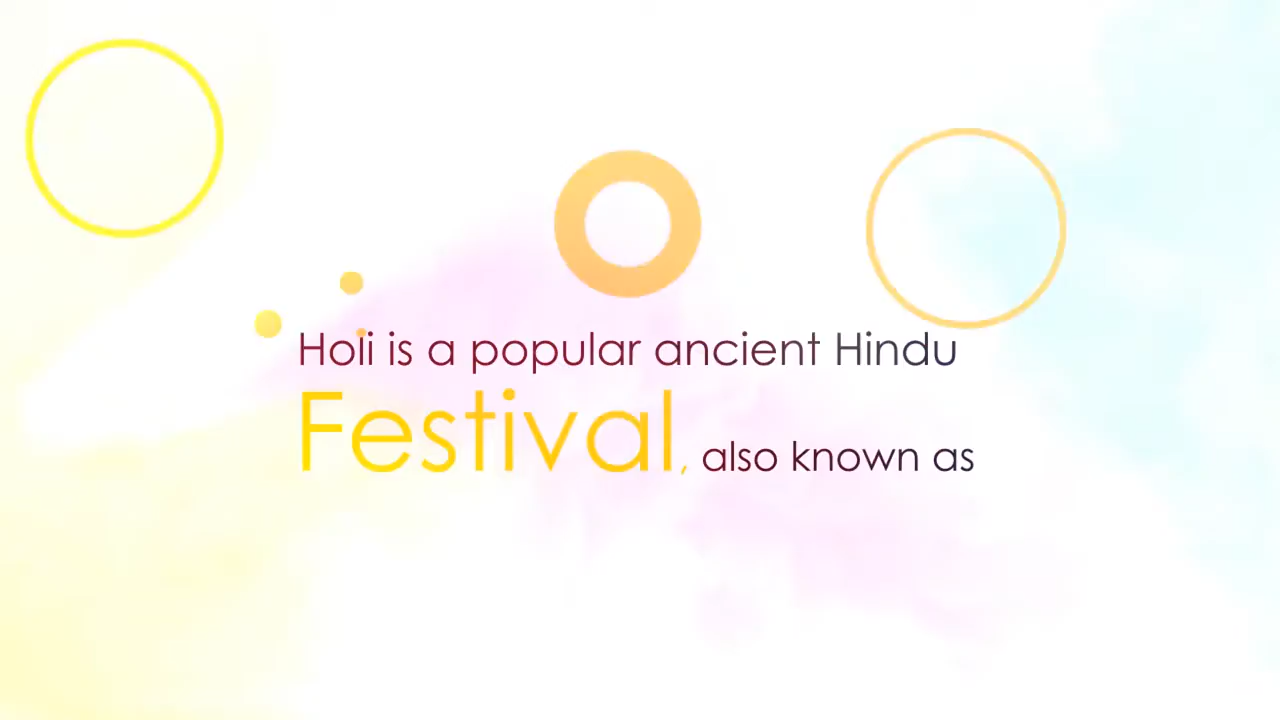 Holi is a popular ancient Hindu
Festival, also known as